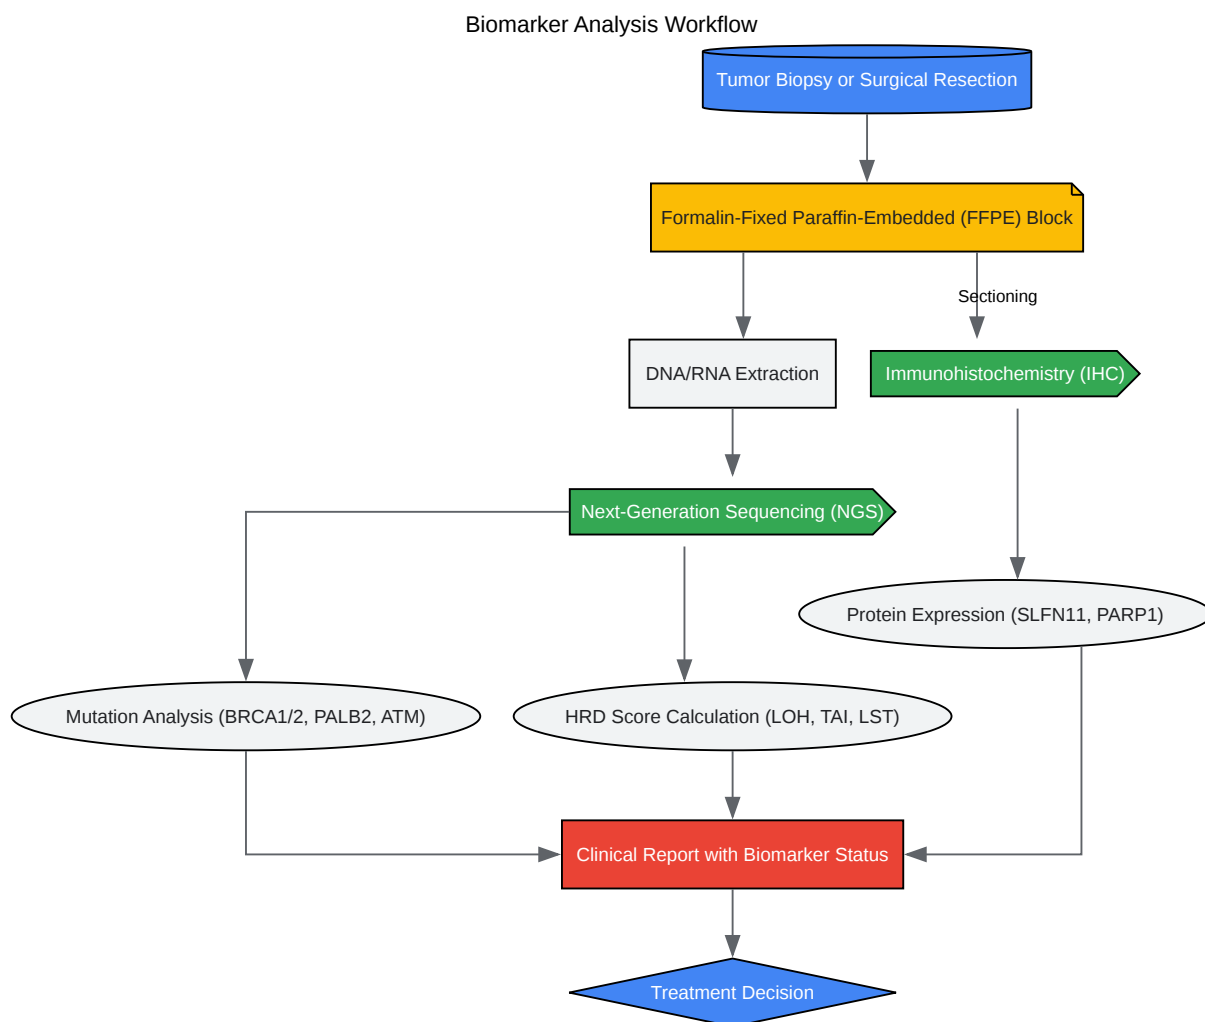 Biomarker Analysis Workflow
Tumor Biopsy or Surgical Resection
Formalin-Fixed Paraffin-Embedded (FFPE) Block
Sectioning
DNA/RNA Extraction
Immunohistochemistry (IHC)
Next-Generation Sequencing (NGS)
Protein Expression (SLFN11, PARP1)
Mutation Analysis (BRCA1/2, PALB2, ATM)
HRD Score Calculation (LOH, TAI, LST)
Clinical Report with Biomarker Status
Treatment Decision